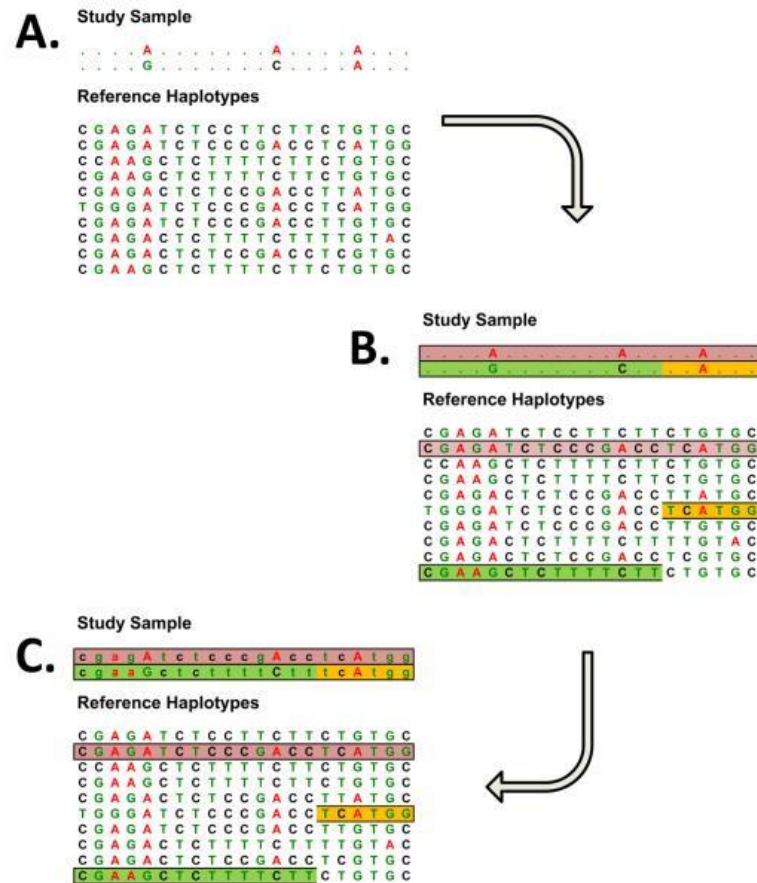 A.
Study Sample
. . . . A . . . . . . . A . . . . A . . .
. . . . G . . . . . . . C . . . . A . . .
Reference Haplotypes
C G A G A T C T C C T T C T T C T G T G C
C G A G A T C T C C C G A C C T C A T G G
C C A A G C T C T T T T C T T C T G T G C
C G A A G C T C T T T T C T T C T G T G C
C G A G A C T C T C C G A C C T T A T G C
T G G G A T C T C C C G A C C T C A T G G
C G A G A T C T C C C G A C C T T G T G C
C G A G A C T C T T T T C T T T T G T A C
C G A G A C T C T C C G A C C T C G T G C
C G A A G C T C T T T T C T T C T G T G C
B.
Study Sample
. . . . A . . . . . . . A . . . . A . . .
. . . . G . . . . . . . C . . . . A . . .
Reference Haplotypes
C G A G A T C T C C T T C T T C T G T G C
C G A G A T C T C C C G A C C T C A T G G
C C A A G C T C T T T T C T T C T G T G C
C G A A G C T C T T T T C T T C T G T G C
C G A G A C T C T C C G A C C T T A T G C
T G G G A T C T C C C G A C C T C A T G G
C G A G A T C T C C C G A C C T T G T G C
C G A G A C T C T T T T C T T T T G T A C
C G A G A C T C T C C G A C C T C G T G C
C G A A G C T C T T T T C T T C T G T G C
C.
Study Sample
c g a g A t c t c c c g A c c t c A t g g
c g a a G c t c t t t t C t t t c A t g g
Reference Haplotypes
C G A G A T C T C C T T C T T C T G T G C
C G A G A T C T C C C G A C C T C A T G G
C C A A G C T C T T T T C T T C T G T G C
C G A A G C T C T T T T C T T C T G T G C
C G A G A C T C T C C G A C C T T A T G C
T G G G A T C T C C C G A C C T C A T G G
C G A G A T C T C C C G A C C T T G T G C
C G A G A C T C T T T T C T T T T G T A C
C G A G A C T C T C C G A C C T C G T G C
C G A A G C T C T T T T C T T C T G T G C